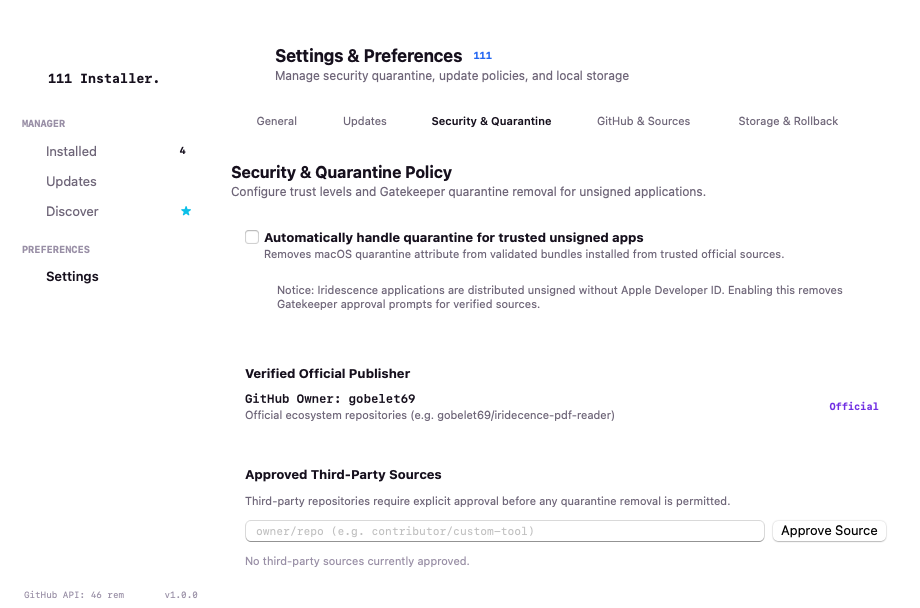 Settings & Preferences 111
Manage security quarantine, update policies, and local storage
111 Installer.
MANAGER
Installed 4
Updates
Discover
PREFERENCES
Settings
General Updates Security & Quarantine GitHub & Sources Storage & Rollback
Security & Quarantine Policy
Configure trust levels and Gatekeeper quarantine removal for unsigned applications.
Automatically handle quarantine for trusted unsigned apps
Removes macOS quarantine attribute from validated bundles installed from trusted official sources.
Notice: Iridescence applications are distributed unsigned without Apple Developer ID. Enabling this removes
Gatekeeper approval prompts for verified sources.
Verified Official Publisher
GitHub Owner: gobelet69
Official ecosystem repositories (e.g. gobelet69/iridecence-pdf-reader)
Official
Approved Third-Party Sources
Third-party repositories require explicit approval before any quarantine removal is permitted.
owner/repo (e.g. contributor/custom-tool) Approve Source
No third-party sources currently approved.
GitHub API: 46 rem v1.0.0